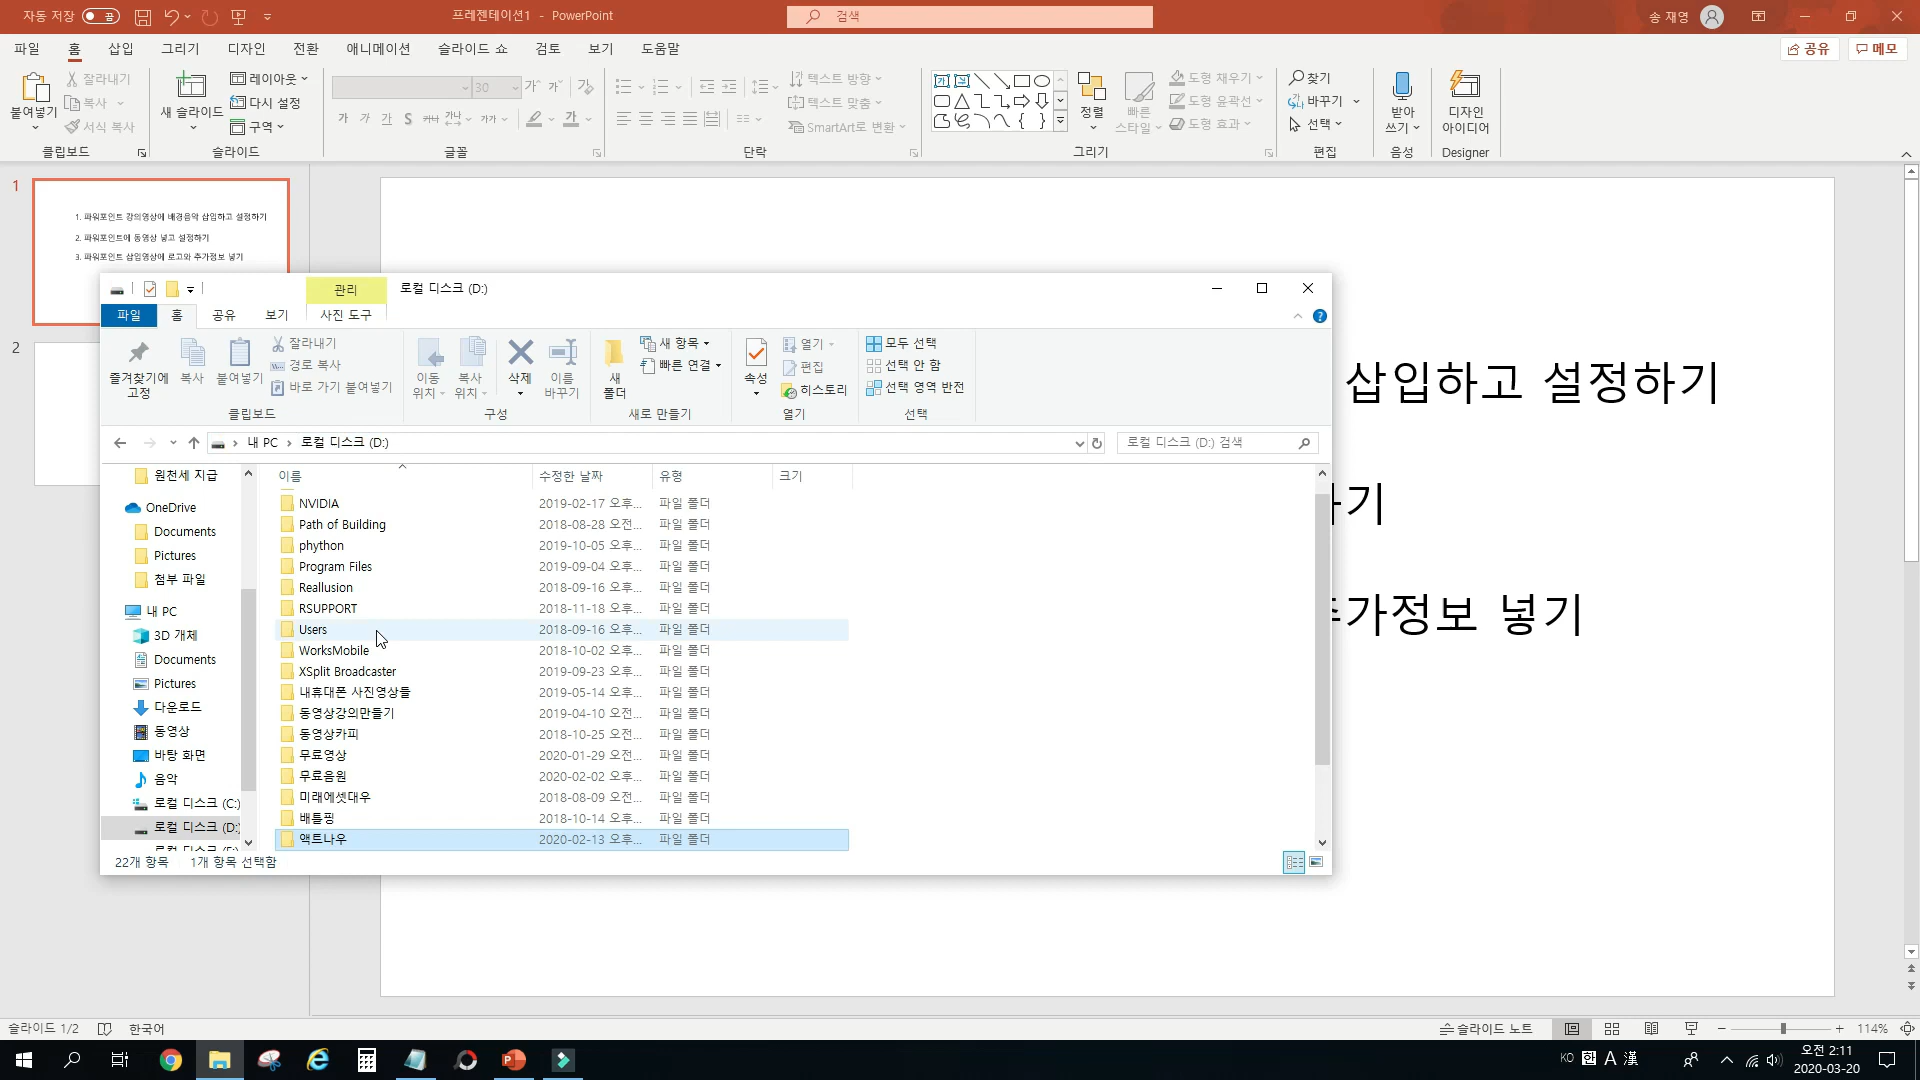 자동 저장 끔 프레젠테이션1 - PowerPoint 검색 송 재영
파일 홈 삽입 그리기 디자인 전환 애니메이션 슬라이드 쇼 검토 보기 도움말 공유 메모
붙여넣기 잘라내기 복사 서식 복사 클립보드
새 슬라이드 레이아웃 다시 설정 구역 슬라이드
30 글꼴
텍스트 방향 텍스트 맞춤 SmartArt로 변환 단락
정렬 빠른 스타일 도형 채우기 도형 윤곽선 도형 효과 그리기
찾기 바꾸기 선택 편집
받아쓰기 음성
디자인 아이디어 Designer
1
1. 파워포인트 강의영상에 배경음악 삽입하고 설정하기
2. 파워포인트에 동영상 넣고 설정하기
3. 파워포인트 삽입영상에 로고와 추가정보 넣기
2
삽입하고 설정하기
하기
추가정보 넣기
관리 로컬 디스크 (D:)
파일 홈 공유 보기 사진 도구
즐겨찾기에 고정 복사 붙여넣기 잘라내기 경로 복사 바로 가기 붙여넣기 클립보드
이동 위치 복사 위치 삭제 이름 바꾸기 구성
새 폴더 새 항목 빠른 연결 새로 만들기
속성 열기 편집 히스토리 열기
모두 선택 선택 안 함 선택 영역 반전 선택
내 PC 로컬 디스크 (D:) 로컬 디스크 (D:) 검색
원천세 지급
OneDrive
Documents
Pictures
첨부 파일
내 PC
3D 개체
Documents
Pictures
다운로드
동영상
바탕 화면
음악
로컬 디스크 (C:)
로컬 디스크 (D:)
이름 수정한 날짜 유형 크기
NVIDIA 2019-02-17 오후... 파일 폴더
Path of Building 2018-08-28 오전... 파일 폴더
phython 2019-10-05 오후... 파일 폴더
Program Files 2019-09-04 오후... 파일 폴더
Reallusion 2018-09-16 오후... 파일 폴더
RSUPPORT 2018-11-18 오후... 파일 폴더
Users 2018-09-16 오후... 파일 폴더
WorksMobile 2018-10-02 오후... 파일 폴더
XSplit Broadcaster 2019-09-23 오후... 파일 폴더
내휴대폰 사진영상들 2019-05-14 오후... 파일 폴더
동영상강의만들기 2019-04-10 오전... 파일 폴더
동영상카피 2018-10-25 오전... 파일 폴더
무료영상 2020-01-29 오전... 파일 폴더
무료음원 2020-02-02 오후... 파일 폴더
미래에셋대우 2018-08-09 오전... 파일 폴더
배틀핑 2018-10-14 오후... 파일 폴더
액트나우 2020-02-13 오후... 파일 폴더
22개 항목 1개 항목 선택함
슬라이드 1/2 한국어 슬라이드 노트 114%
KO 한 A 漢 오전 2:11
2020-03-20